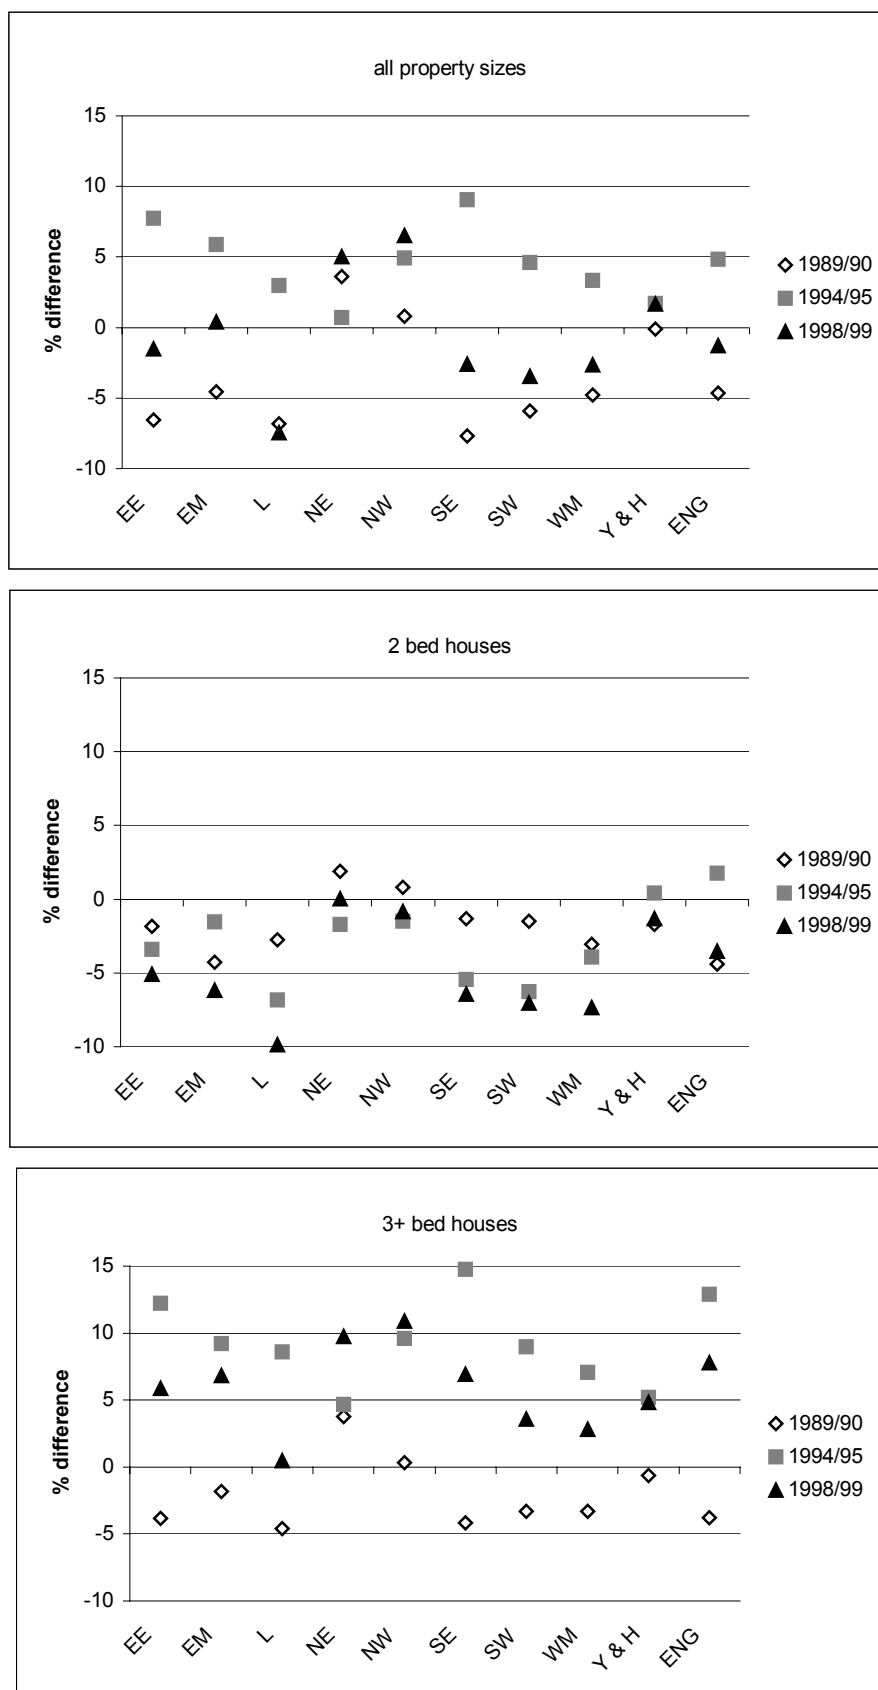 all property sizes
15
10
5
0
-5
-10
% difference
EE
EM
L
NE
NW
SE
SW
WM
Y & H
ENG
1989/90
1994/95
1998/99
2 bed houses
15
10
5
0
-5
-10
% difference
EE
EM
L
NE
NW
SE
SW
WM
Y & H
ENG
1989/90
1994/95
1998/99
3+ bed houses
15
10
5
0
-5
-10
% difference
EE
EM
L
NE
NW
SE
SW
WM
Y & H
ENG
1989/90
1994/95
1998/99